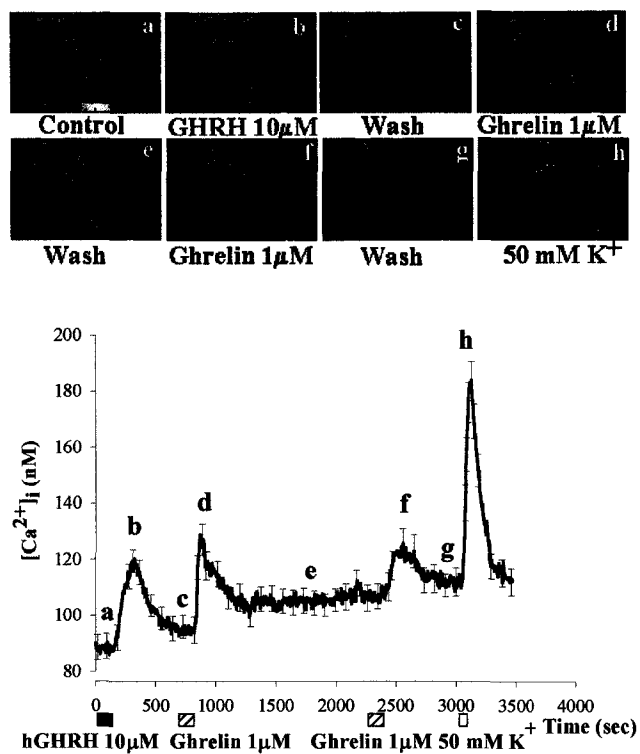 a b c d
Control GHRH 10μM Wash Ghrelin 1μM
e f g h
Wash Ghrelin 1μM Wash 50 mM K+
200
180
160
140
120
100
80
[Ca2+]i (nM)
a b c d e f g h
0 500 1000 1500 2000 2500 3000 3500 4000
Time (sec)
hGHRH 10μM Ghrelin 1μM Ghrelin 1μM 50 mM K+